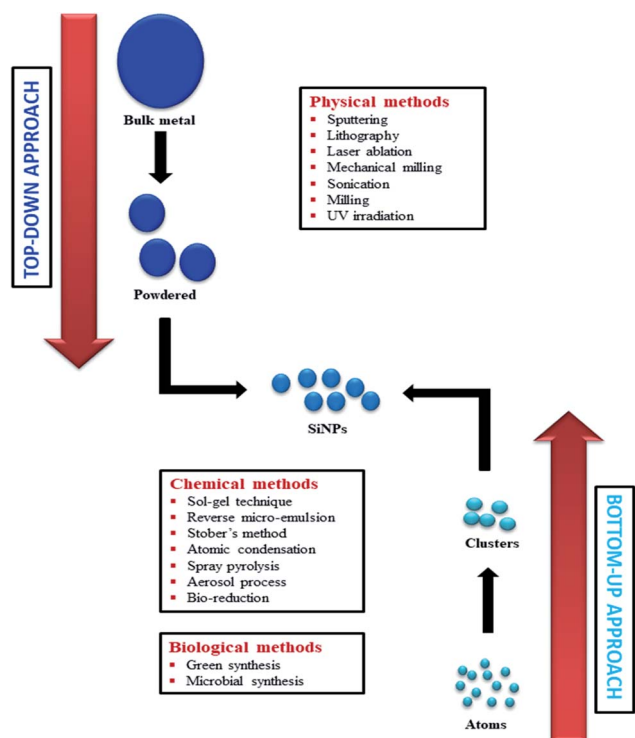 TOP-DOWN APPROACH
Bulk metal
Powdered
Physical methods
Sputtering
Lithography
Laser ablation
Mechanical milling
Sonication
Milling
UV irradiation
SiNPs
Chemical methods
Sol-gel technique
Reverse micro-emulsion
Stober's method
Atomic condensation
Spray pyrolysis
Aerosol process
Bio-reduction
Biological methods
Green synthesis
Microbial synthesis
Clusters
Atoms
BOTTOM-UP APPROACH